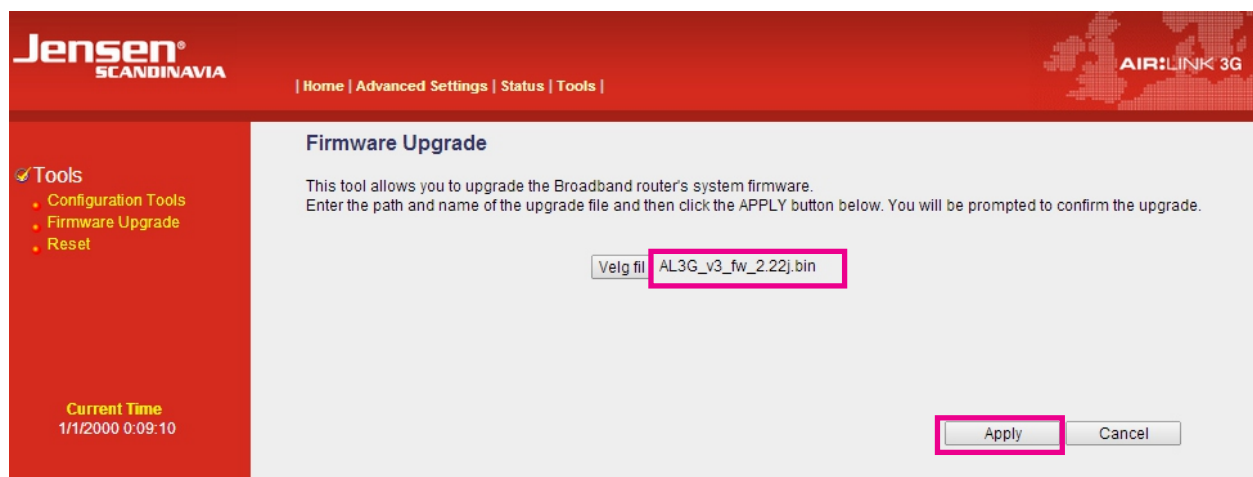 Jensen®
SCANDINAVIA
| Home | Advanced Settings | Status | Tools |
AIR:LINK 3G
Tools
Configuration Tools
Firmware Upgrade
Reset
Current Time
1/1/2000 0:09:10
Firmware Upgrade
This tool allows you to upgrade the Broadband router's system firmware.
Enter the path and name of the upgrade file and then click the APPLY button below. You will be prompted to confirm the upgrade.
Velg fil AL3G_v3_fw_2.22j.bin
Apply Cancel